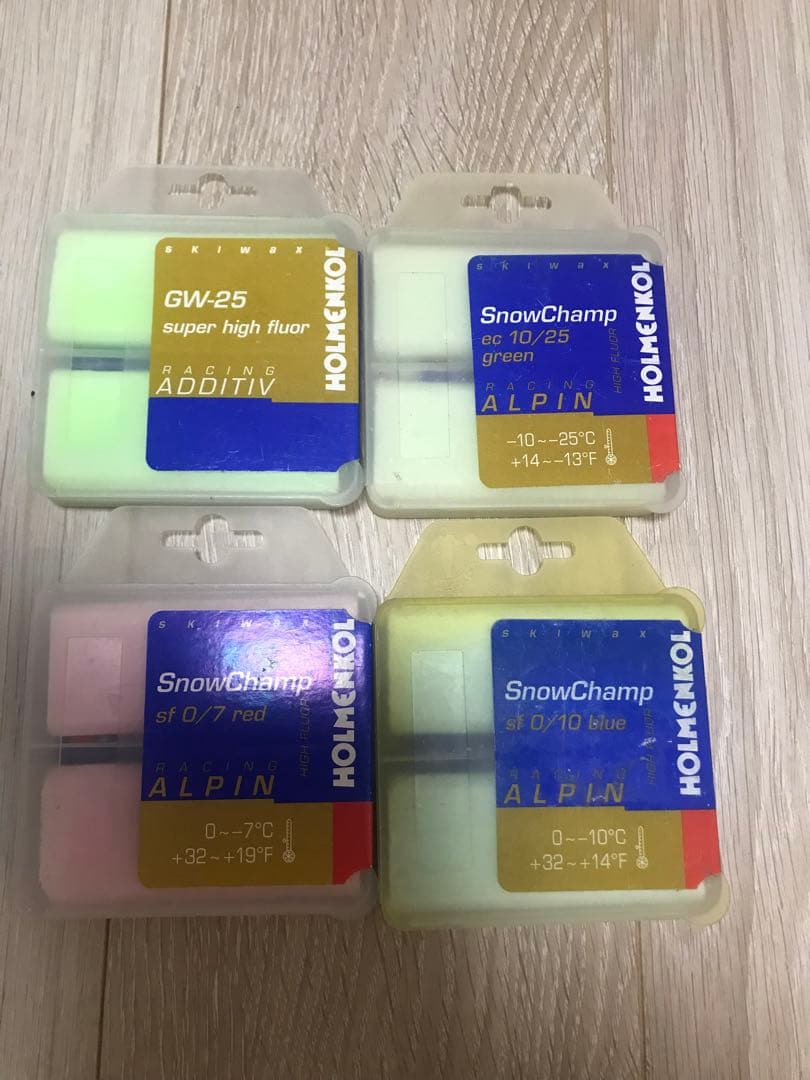 skiwax
GW-25
super high fluor
RACING
ADDITIV
HOLMENKOL
skiwax
SnowChamp
ec 10/25
green
RACING
ALPIN
HIGH FLUOR
HOLMENKOL
-10~-25°C
+14~-13°F
skiwax
SnowChamp
sf 0/7 red
RACING
ALPIN
HIGH FLUOR
HOLMENKOL
0~-7°C
+32~+19°F
skiwax
SnowChamp
sf 0/10 blue
RACING
ALPIN
HIGH FLUOR
HOLMENKOL
0~-10°C
+32~+14°F